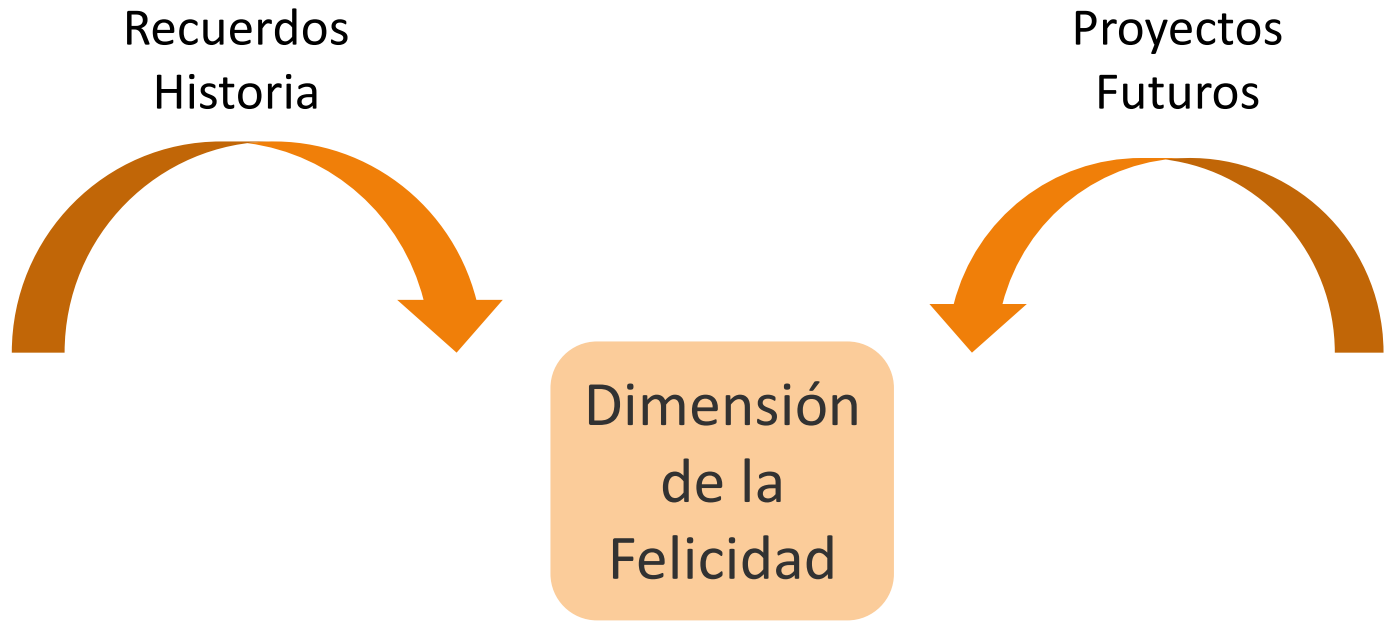 Recuerdos
Historia
Proyectos
Futuros
Dimensión
de la
Felicidad